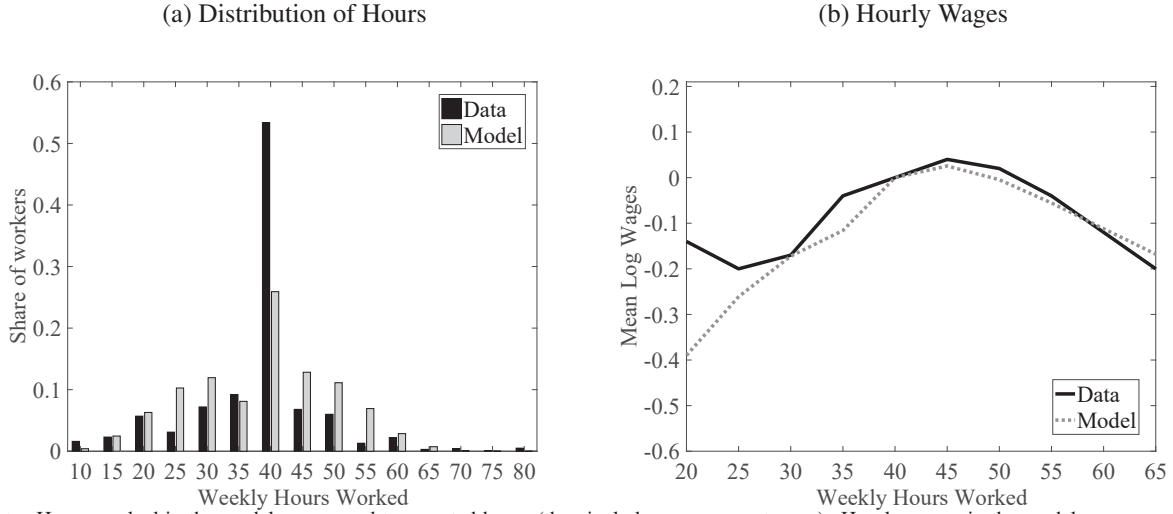 (a) Distribution of Hours
0.6
0.5
0.4
0.3
0.2
0.1
0
Share of workers
Data
Model
10 15 20 25 30 35 40 45 50 55 60 65 70 75 80
Weekly Hours Worked
(b) Hourly Wages
0.2
0.1
0
-0.1
-0.2
-0.3
-0.4
-0.5
-0.6
Mean Log Wages
Data
Model
20 25 30 35 40 45 50 55 60 65
Weekly Hours Worked